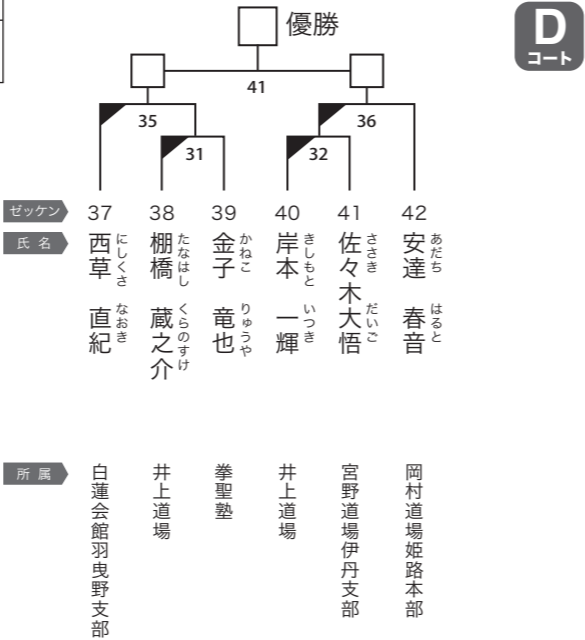 優勝
D
コート
41
35
36
31
32
ゼッケン
37
38
39
40
41
42
氏 名
西草 直紀
にしくさ なおき
棚橋 蔵之介
たなはし くらのすけ
金子 竜也
かねこ りゅうや
岸本 一輝
きしもと いつき
佐々木大悟
ささき だいご
安達 春音
あだち はると
所 属
白蓮会館羽曳野支部
井上道場
拳聖塾
井上道場
宮野道場伊丹支部
岡村道場姫路本部